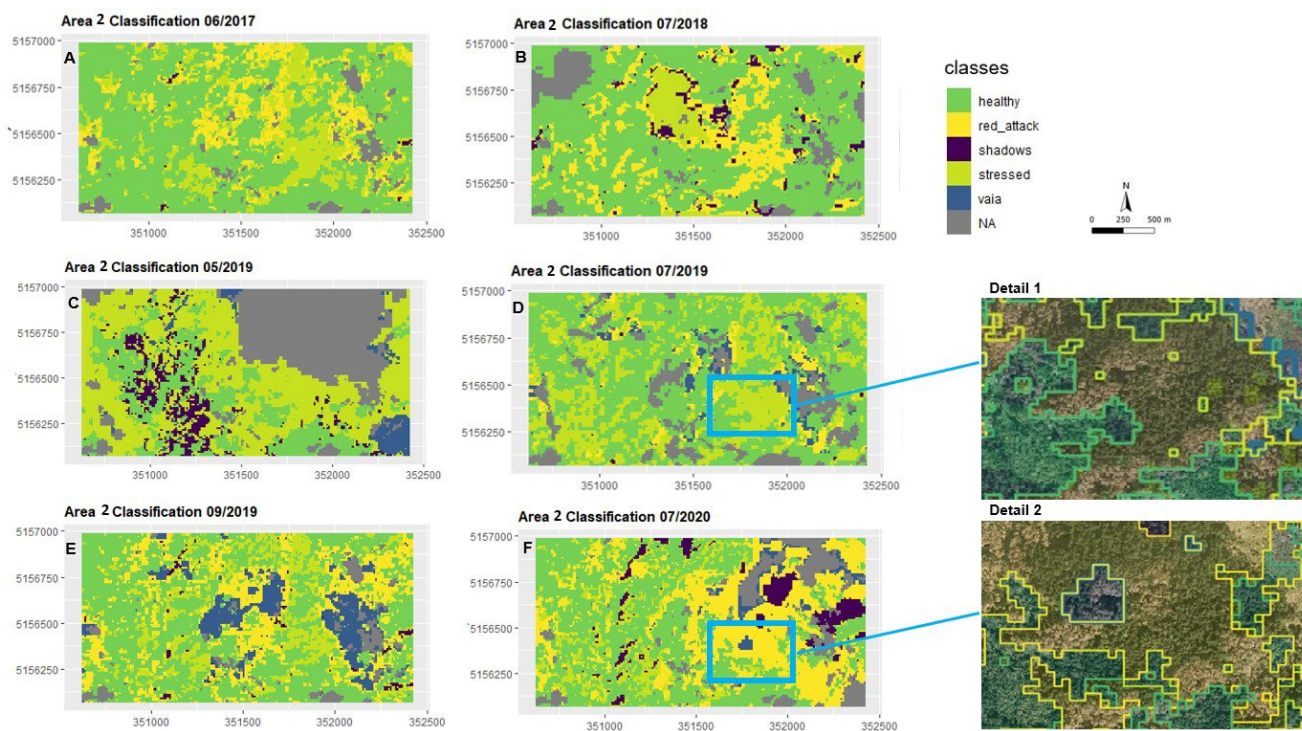 Area 2 Classification 06/2017
5157000
A
5156750
5156500
5156250
351000 351500 352000 352500
Area 2 Classification 07/2018
5157000
B
5156750
5156500
5156250
351000 351500 352000 352500
classes
healthy
red_attack
shadows
stressed
vaia
NA
N
0 250 500 m
Area 2 Classification 05/2019
5157000
C
5156750
5156500
5156250
351000 351500 352000 352500
Area 2 Classification 07/2019
5157000
D
5156750
5156500
5156250
351000 351500 352000 352500
Detail 1
Area 2 Classification 09/2019
5157000
E
5156750
5156500
5156250
351000 351500 352000 352500
Area 2 Classification 07/2020
5157000
F
5156750
5156500
5156250
351000 351500 352000 352500
Detail 2